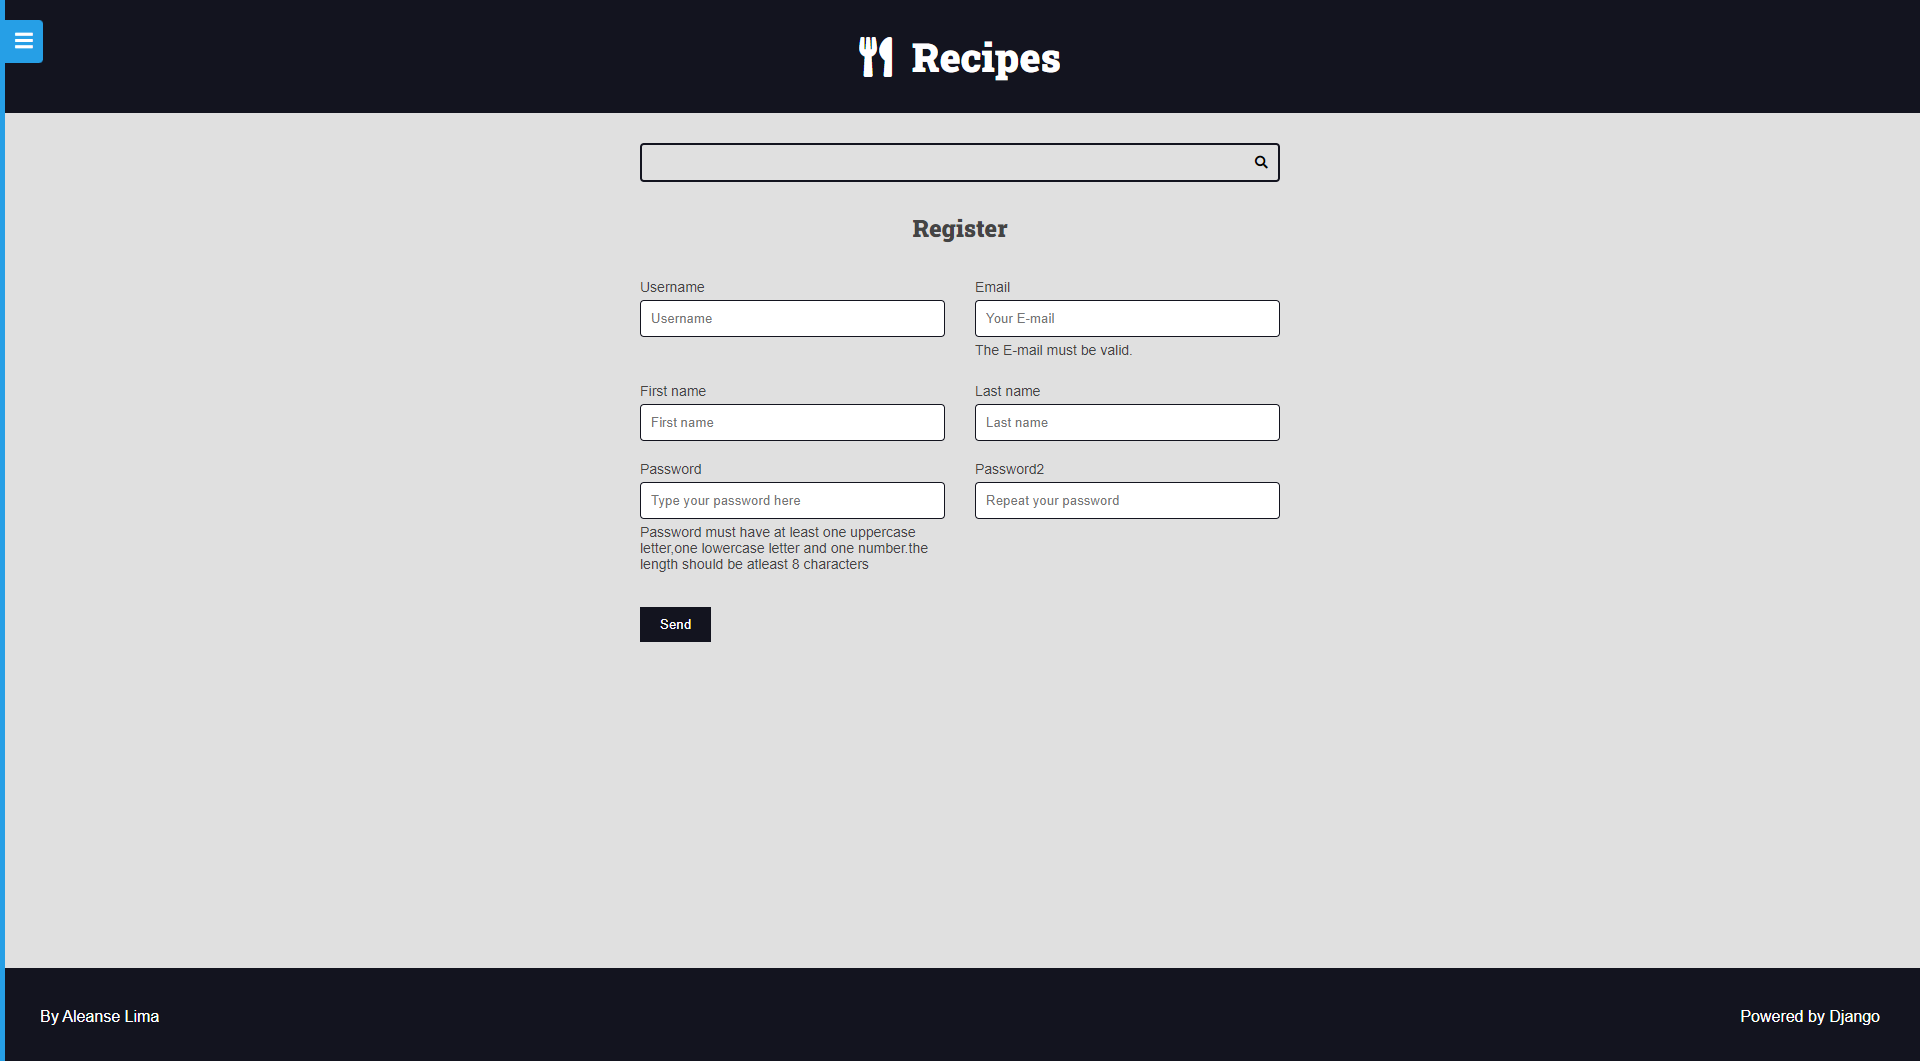 Recipes
Register
Username
Email
Username
Your E-mail
The E-mail must be valid.
First name
Last name
First name
Last name
Password
Password2
Type your password here
Repeat your password
Password must have at least one uppercase
letter,one lowercase letter and one number.the
length should be atleast 8 characters
Send
By Aleanse Lima
Powered by Django